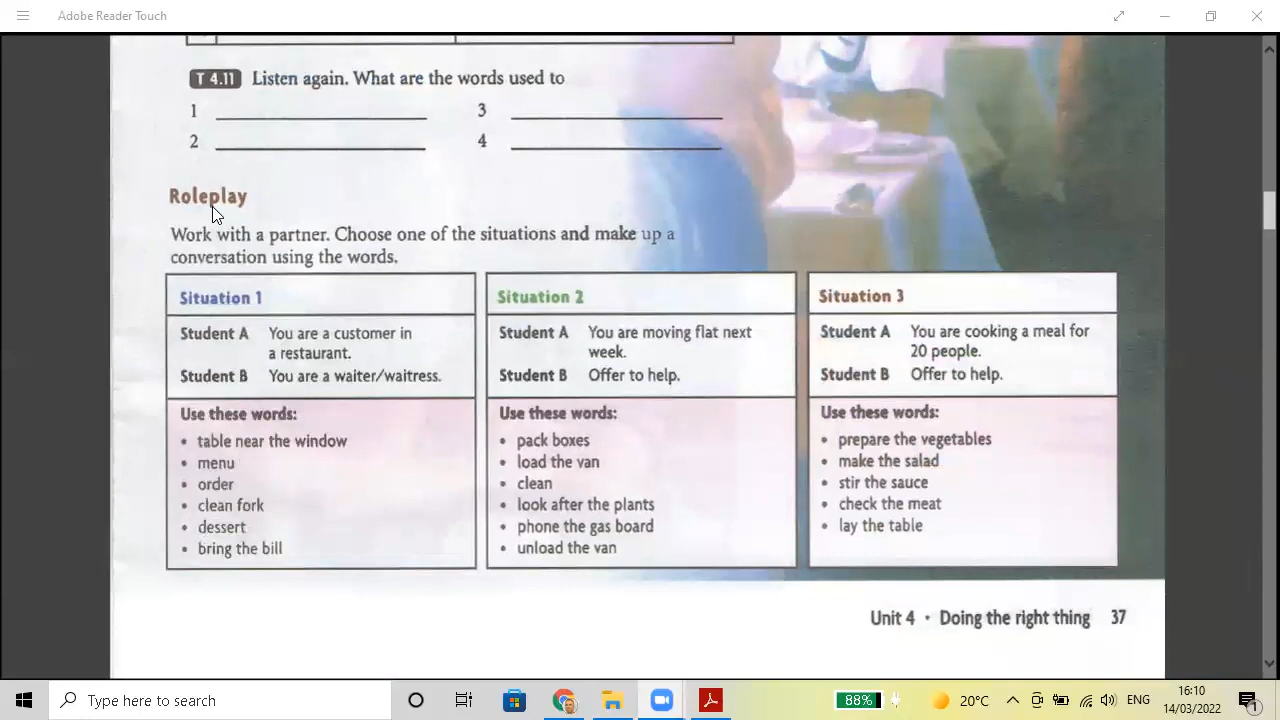 Adobe Reader Touch
T 4.11 Listen again. What are the words used to
1
3
2
4
Roleplay
Work with a partner. Choose one of the situations and make up a
conversation using the words.
Situation 1
Student A You are a customer in
a restaurant.
Student B You are a waiter/waitress.
Use these words:
• table near the window
• menu
• order
• clean fork
• dessert
• bring the bill
Situation 2
Student A You are moving flat next
week.
Student B Offer to help.
Use these words:
• pack boxes
• load the van
• clean
• look after the plants
• phone the gas board
• unload the van
Situation 3
Student A You are cooking a meal for
20 people.
Student B Offer to help.
Use these words:
• prepare the vegetables
• make the salad
• stir the sauce
• check the meat
• lay the table
Unit 4 • Doing the right thing 37
Type here to search
88%
20°C
ENG
16:10
14/03/2022
1